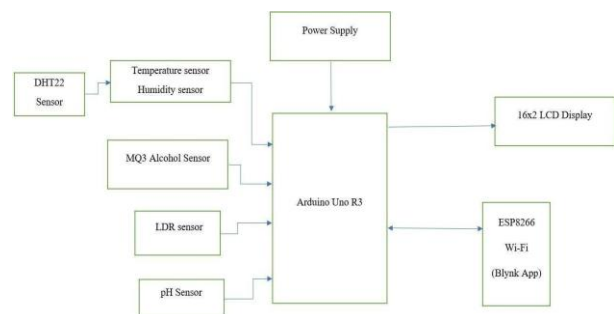 Power Supply
DHT22
Sensor
Temperature sensor
Humidity sensor
16x2 LCD Display
MQ3 Alcohol Sensor
Arduino Uno R3
LDR sensor
ESP8266
Wi-Fi
(Blynk App)
pH Sensor